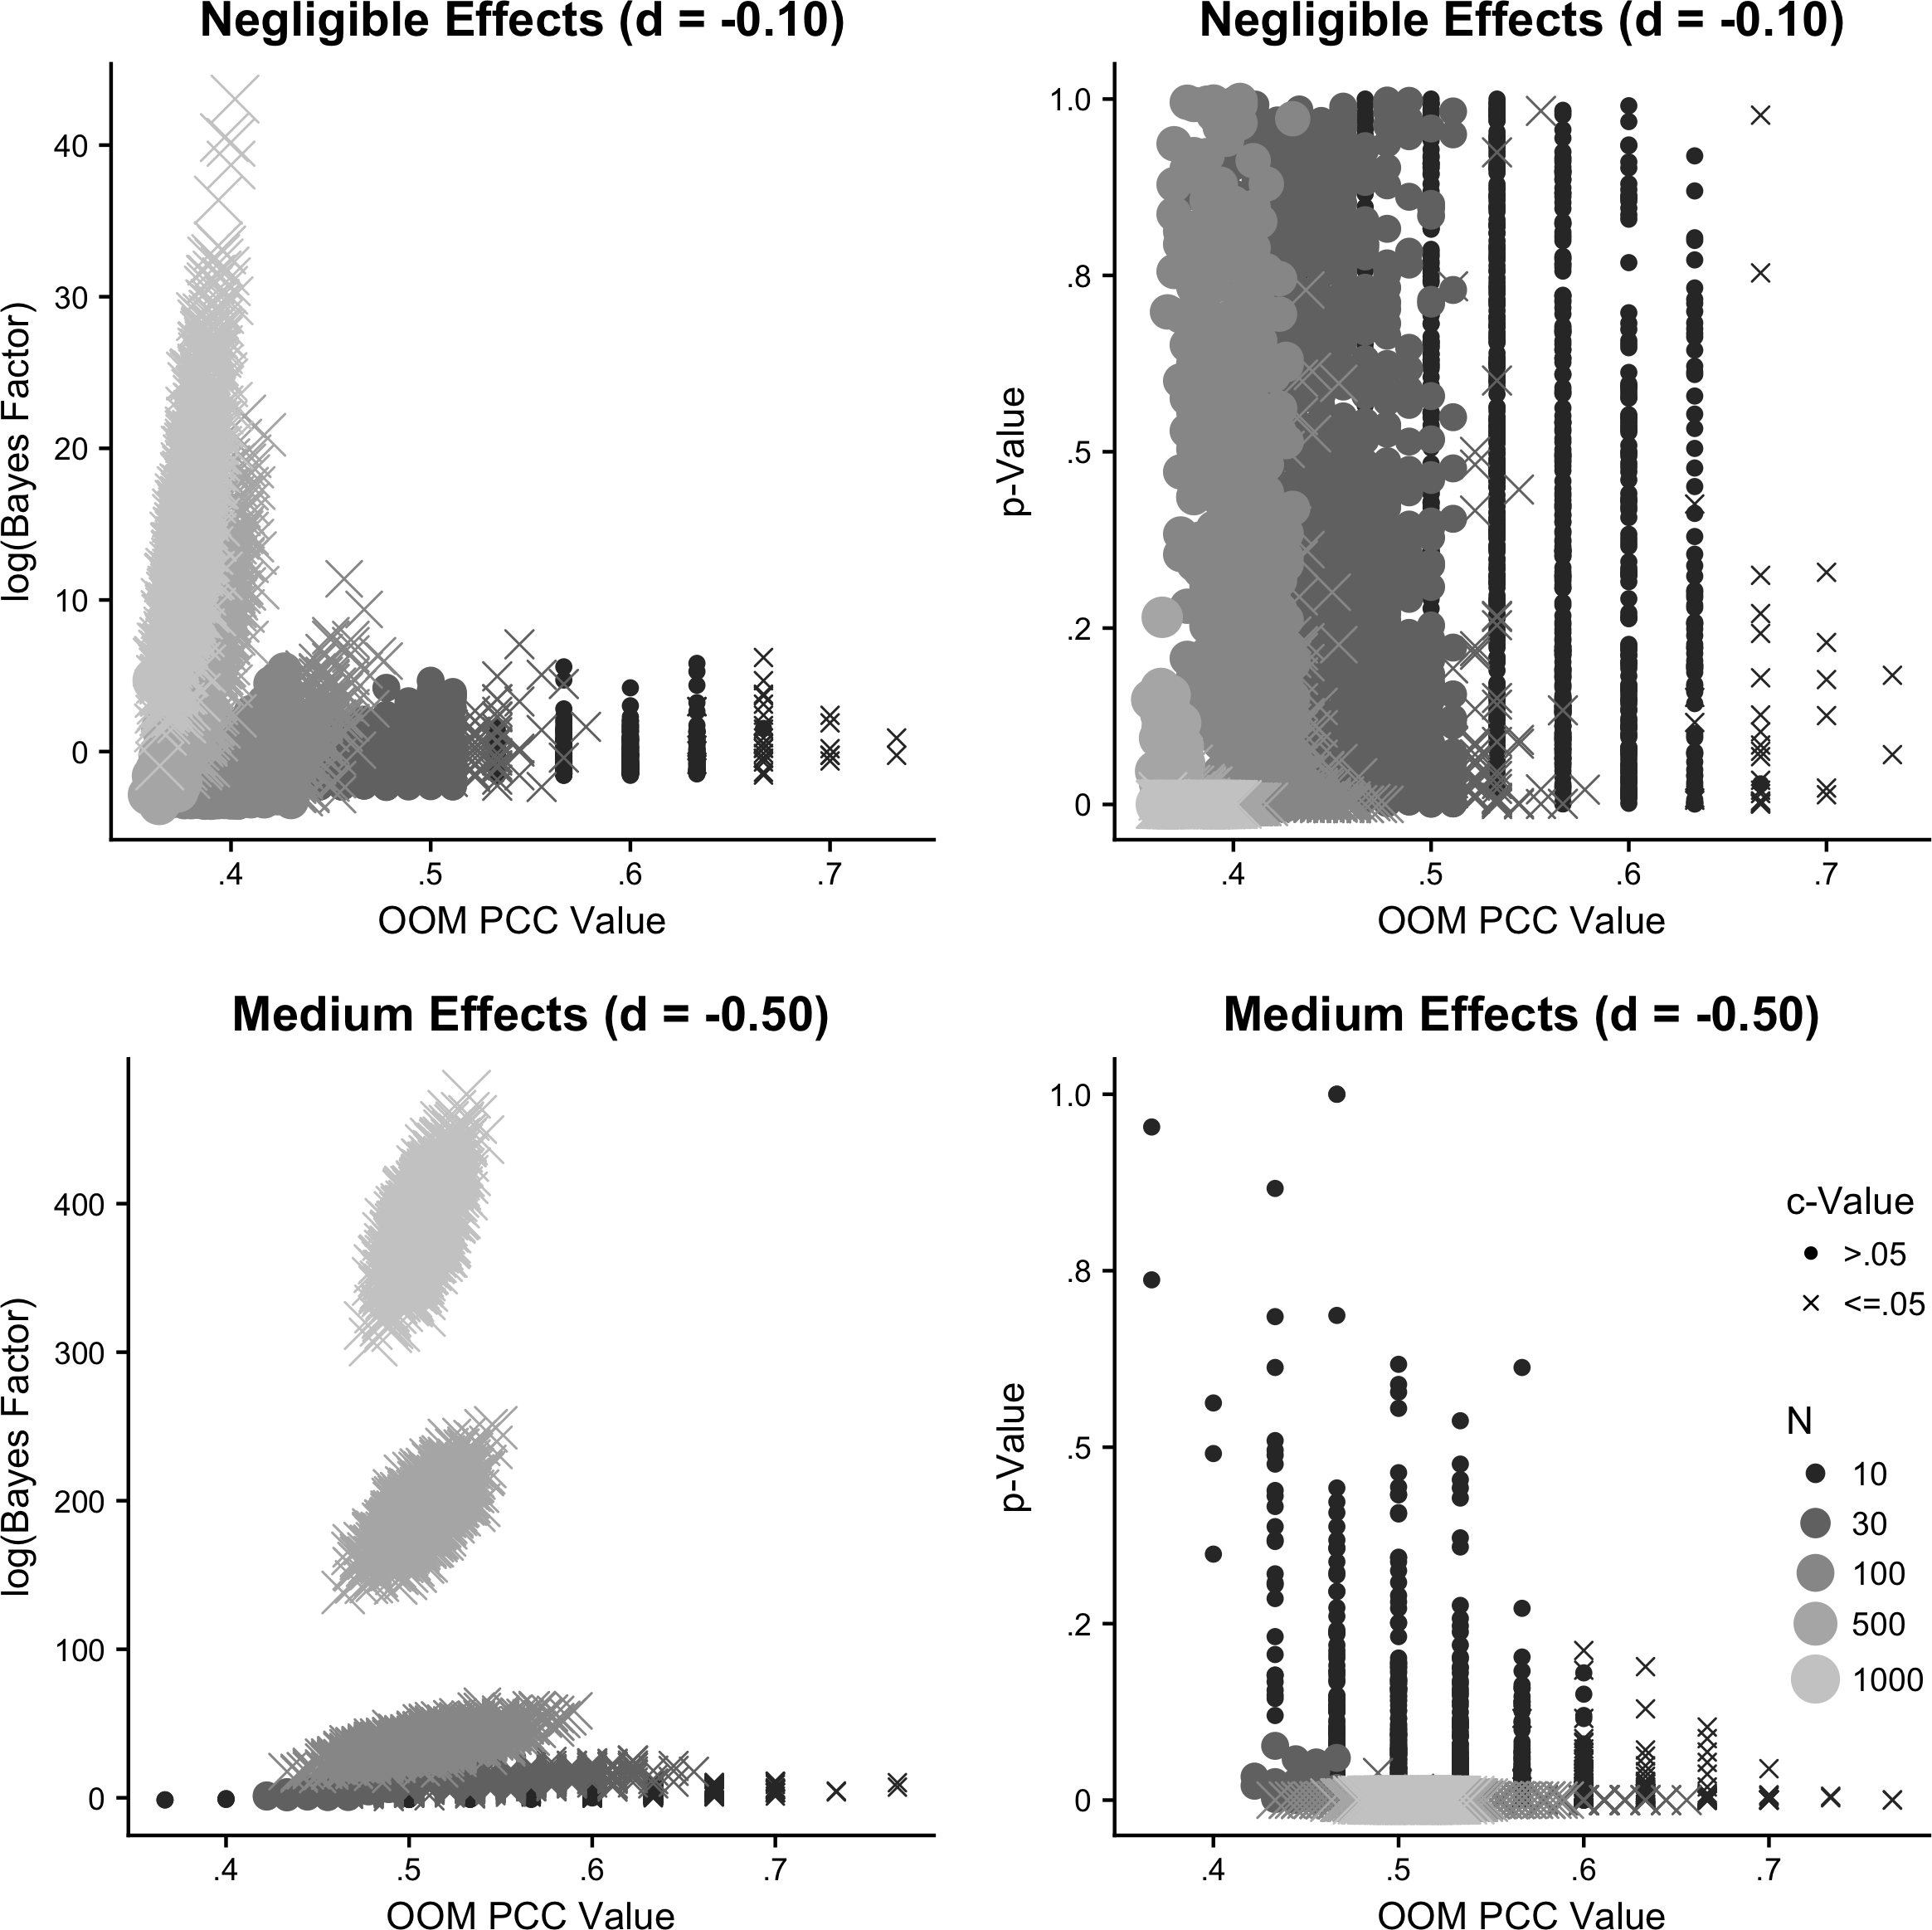 Negligible Effects (d = -0.10)
40
30
20
10
0
log(Bayes Factor)
.4 .5 .6 .7
OOM PCC Value
Negligible Effects (d = -0.10)
1.0
.8
.5
.2
0
p-Value
.4 .5 .6 .7
OOM PCC Value
Medium Effects (d = -0.50)
400
300
200
100
0
log(Bayes Factor)
.4 .5 .6 .7
OOM PCC Value
Medium Effects (d = -0.50)
1.0
.8
.5
.2
0
p-Value
.4 .5 .6 .7
OOM PCC Value
c-Value
>.05
<=.05
N
10
30
100
500
1000